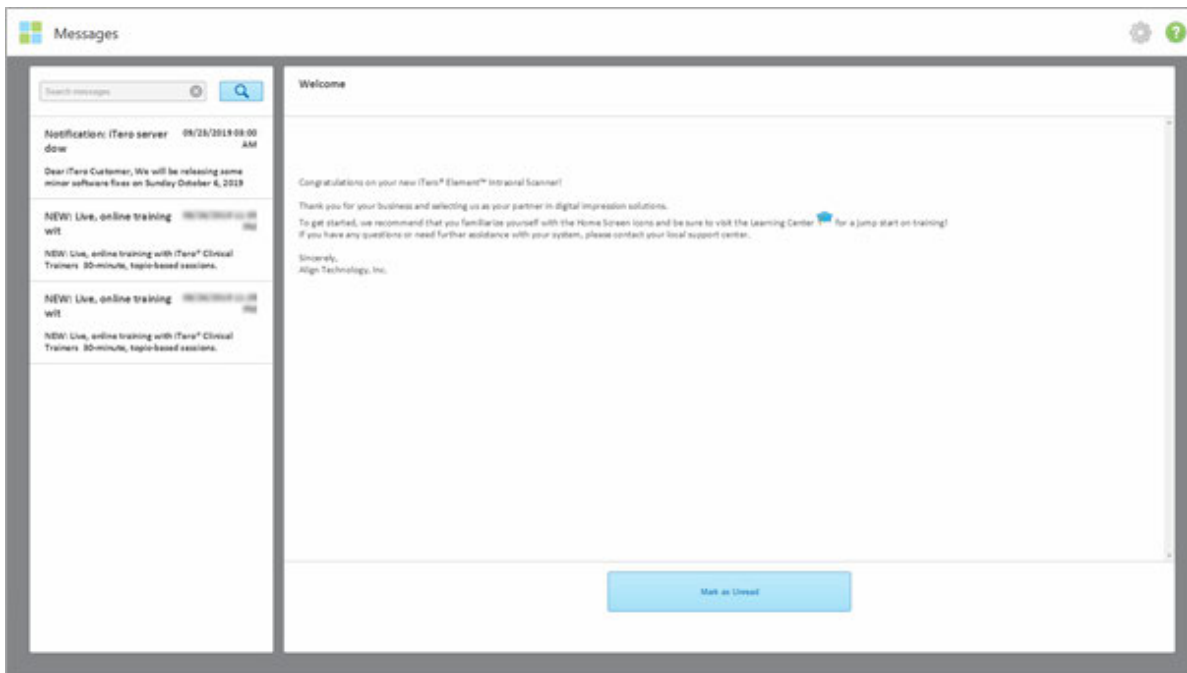 Messages
?
Search messages
Notification: iTero server 09/23/2019 03:00
dow AM
Dear iTero Customer, We will be releasing some
minor software fixes on Sunday October 6, 2019
NEW: Live, online training
wit
NEW: Live, online training with iTero® Clinical
Trainers 30-minute, topic-based sessions.
NEW: Live, online training
wit
NEW: Live, online training with iTero® Clinical
Trainers 30-minute, topic-based sessions.
Welcome
Congratulations on your new iTero® Element™ Intraoral Scanner!
Thank you for your business and selecting us as your partner in digital impression solutions.
To get started, we recommend that you familiarize yourself with the Home Screen icons and be sure to visit the Learning Center for a jump start on training!
If you have any questions or need further assistance with your system, please contact your local support center.
Sincerely,
Align Technology, Inc.
Mark as Unread